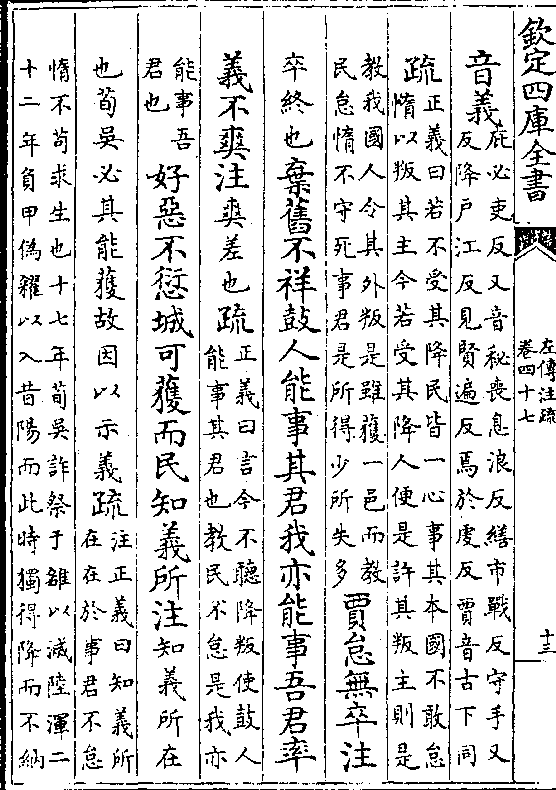 欽定四庫全書
左傳注疏
卷四十七
十三
音義
庇必吏反又音秘喪息浪反繕市戰反守手又
反降戶江反見賢遍反焉於虔反賈音古下同
疏
正義曰若不受其降民皆一心事其本國不敢怠
惰以叛其主今若受其降人便是許其叛主則是
教我國人令其外叛是雖獲一邑而教
民怠惰不守死事君是所得少所失多
賈怠無卒注
卒終也棄舊不祥鼓人能事其君我亦能事吾君率
義不爽注爽差也疏
正義曰言今不聽降叛使鼓人
能事其君也教民不怠是我亦
能事吾
君也
好惡不愆城可獲而民知義所注知義所在
也荀吳必其能獲故因以示義疏
注正義曰知義所
在在於事君不怠
惰不苟求生也十七年荀吳詐祭于雒以滅陸渾二
十二年負甲偽糴以入昔陽而此時獨得降而不納